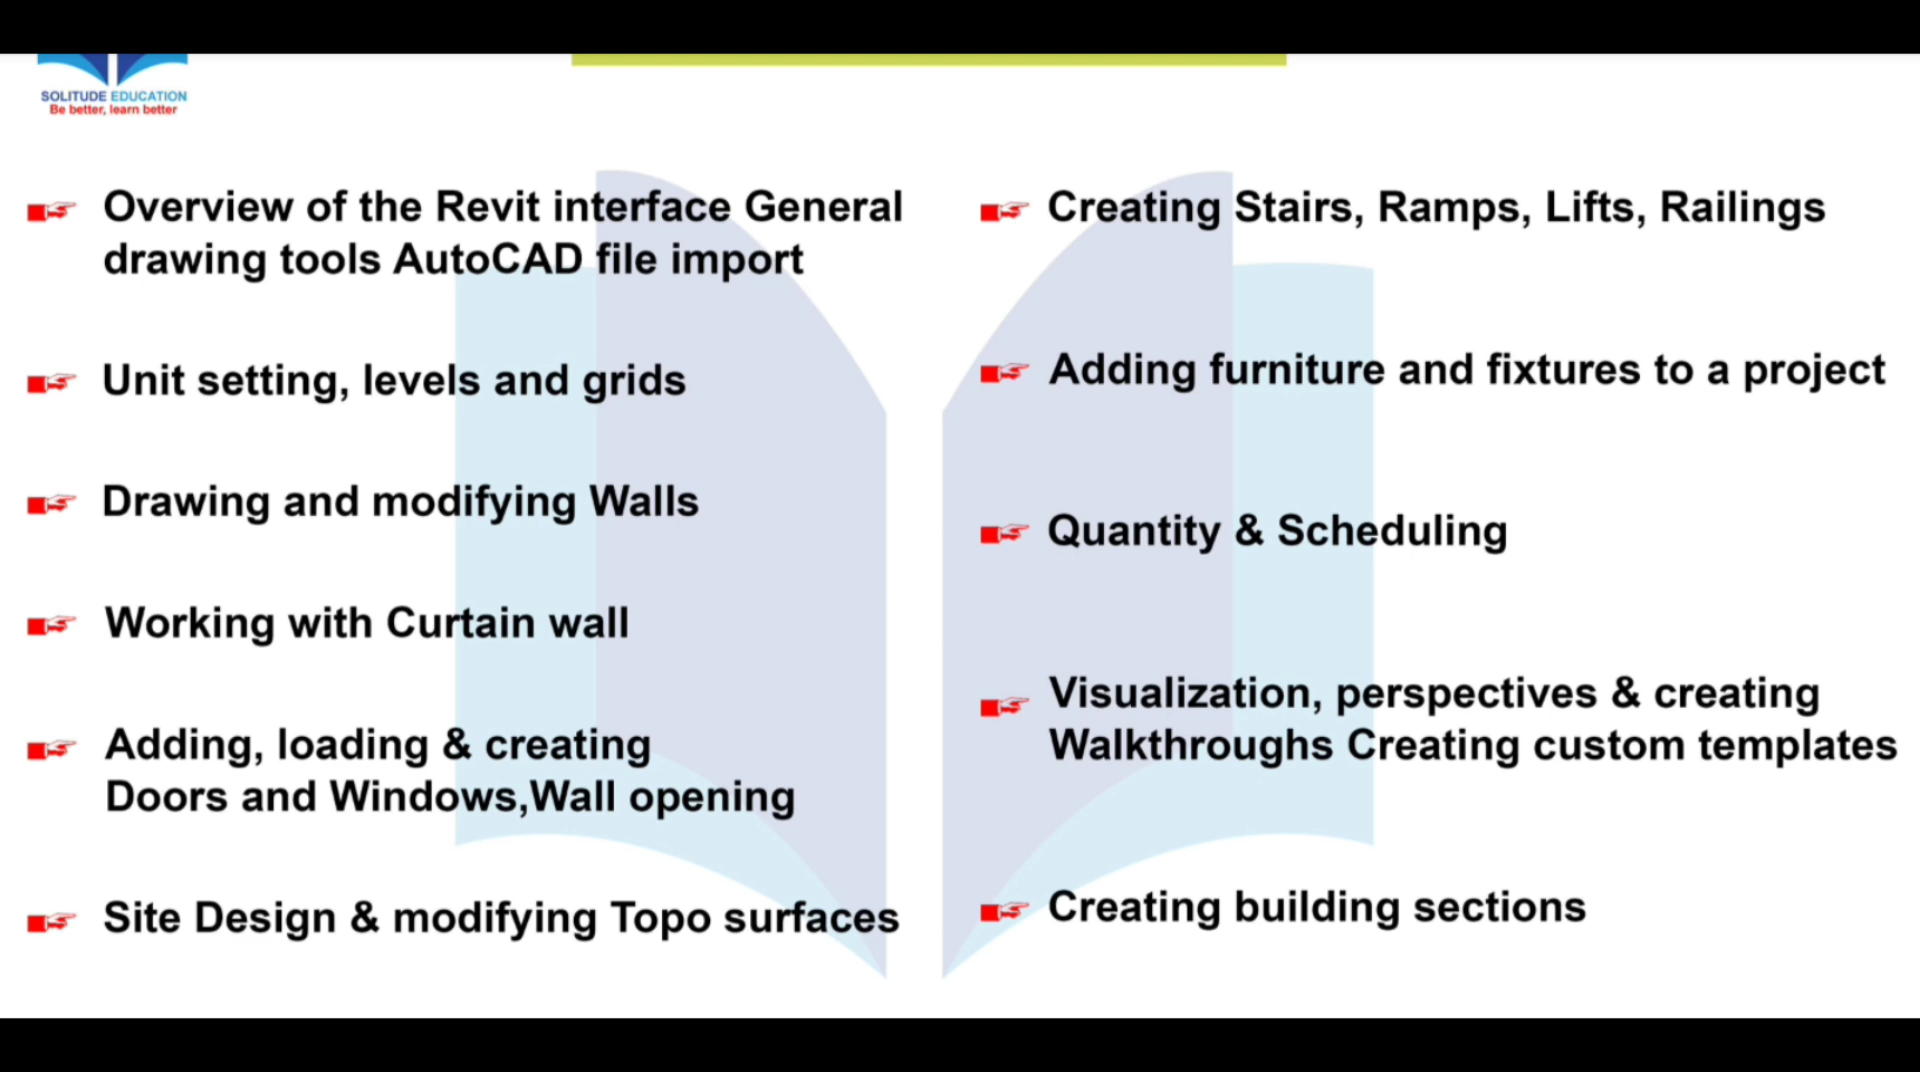 SOLITUDE EDUCATION
Be better, learn better
Overview of the Revit interface General
drawing tools AutoCAD file import
Unit setting, levels and grids
Drawing and modifying Walls
Working with Curtain wall
Adding, loading & creating
Doors and Windows,Wall opening
Site Design & modifying Topo surfaces
Creating Stairs, Ramps, Lifts, Railings
Adding furniture and fixtures to a project
Quantity & Scheduling
Visualization, perspectives & creating
Walkthroughs Creating custom templates
Creating building sections